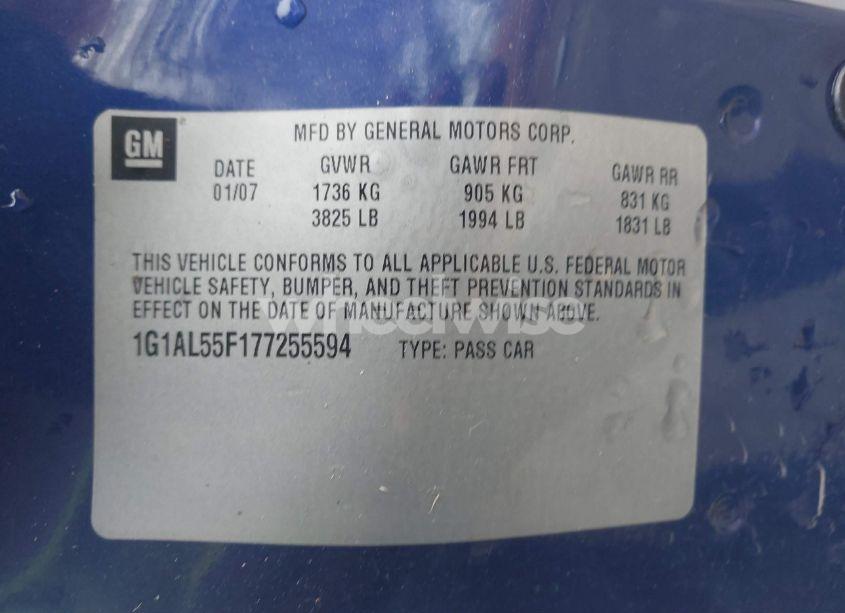 GM
MFD BY GENERAL MOTORS CORP.
DATE GVWR GAWR FRT GAWR RR
01/07 1736 KG 905 KG 831 KG
3825 LB 1994 LB 1831 LB
THIS VEHICLE CONFORMS TO ALL APPLICABLE U.S. FEDERAL MOTOR
VEHICLE SAFETY, BUMPER, AND THEFT PREVENTION STANDARDS IN
EFFECT ON THE DATE OF MANUFACTURE SHOWN ABOVE.
wheelwise
1G1AL55F177255594 TYPE: PASS CAR